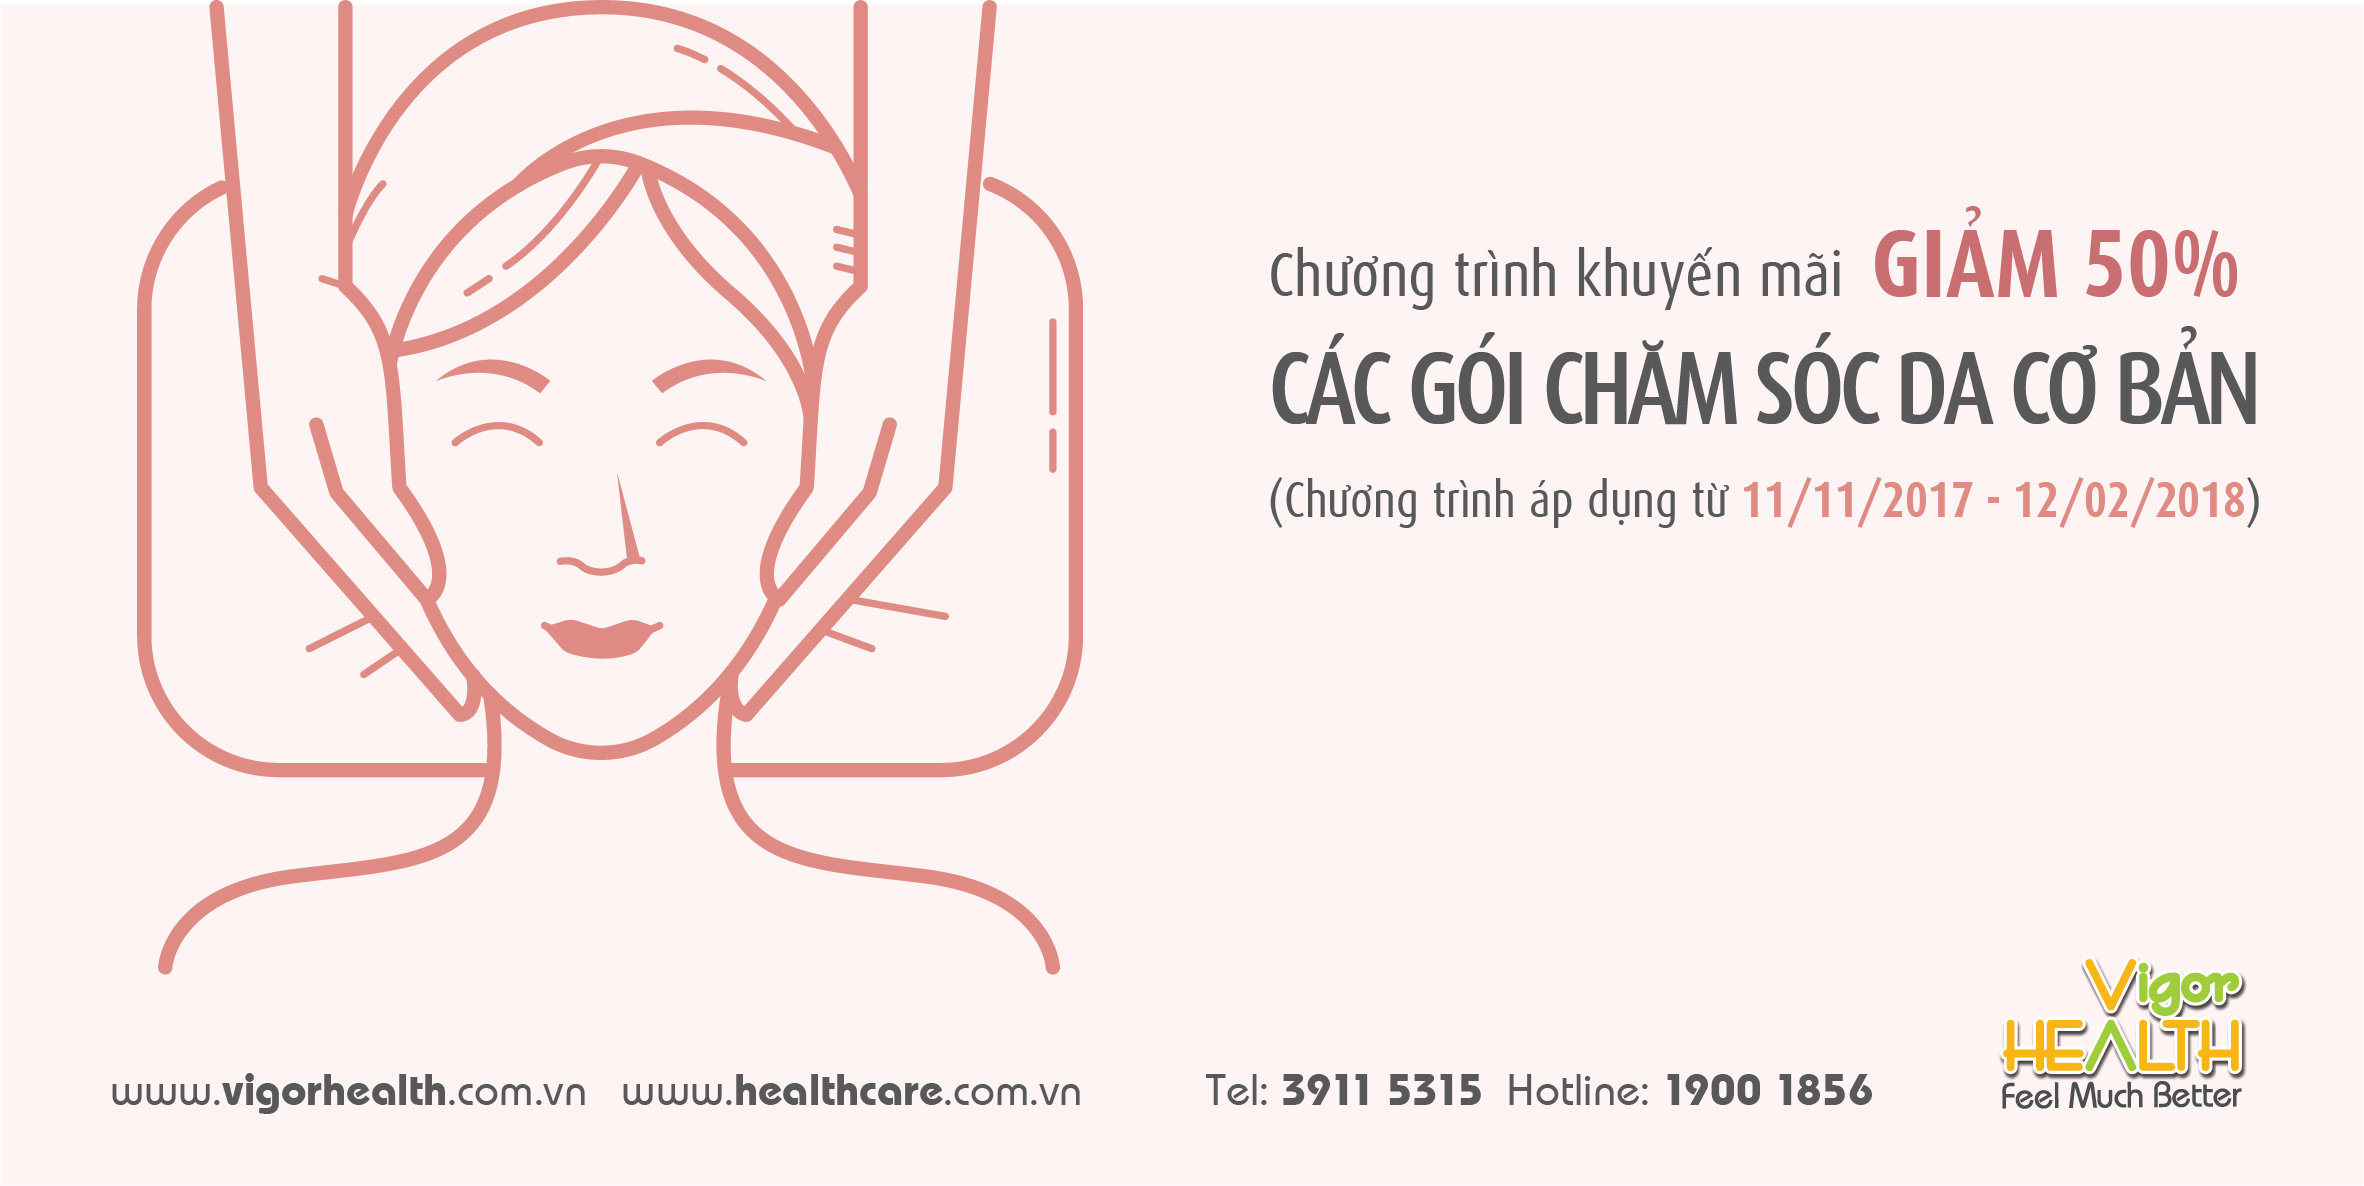 Chương trình khuyến mãi GIẢM 50%
CÁC GÓI CHĂM SÓC DA CƠ BẢN
(Chương trình áp dụng từ 11/11/2017 - 12/02/2018)
Vigor
HEALTH
Feel Much Better
www.vigorhealth.com.vn www.healthcare.com.vn Tel: 3911 5315 Hotline: 1900 1856